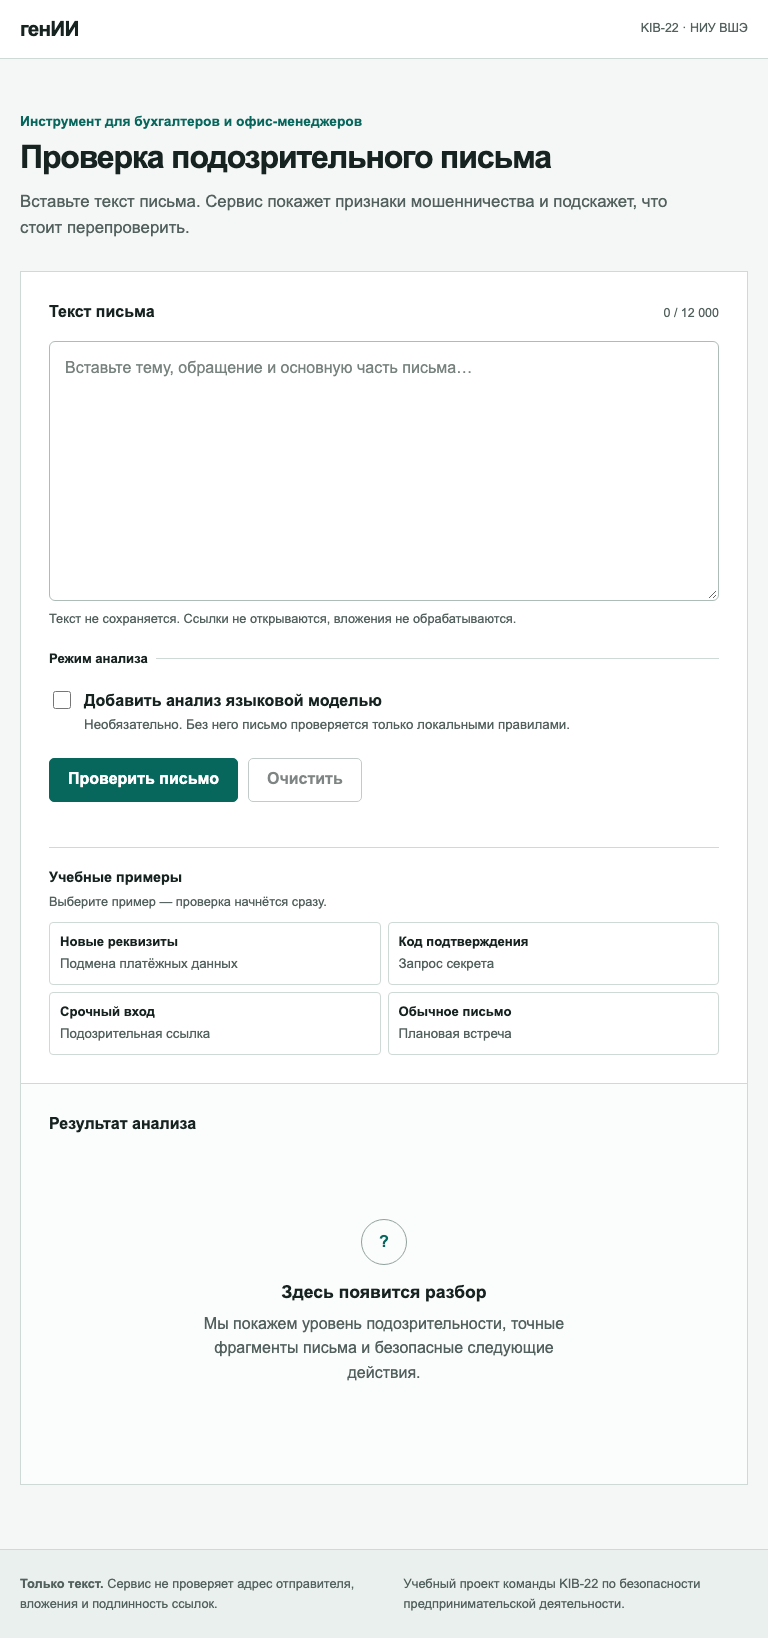 генИИ
KIB-22 · НИУ ВШЭ
Инструмент для бухгалтеров и офис-менеджеров
Проверка подозрительного письма
Вставьте текст письма. Сервис покажет признаки мошенничества и подскажет, что
стоит перепроверить.
Текст письма
0 / 12 000
Вставьте тему, обращение и основную часть письма…
Текст не сохраняется. Ссылки не открываются, вложения не обрабатываются.
Режим анализа
Добавить анализ языковой моделью
Необязательно. Без него письмо проверяется только локальными правилами.
Проверить письмо
Очистить
Учебные примеры
Выберите пример — проверка начнётся сразу.
Новые реквизиты
Подмена платёжных данных
Код подтверждения
Запрос секрета
Срочный вход
Подозрительная ссылка
Обычное письмо
Плановая встреча
Результат анализа
?
Здесь появится разбор
Мы покажем уровень подозрительности, точные
фрагменты письма и безопасные следующие
действия.
Только текст. Сервис не проверяет адрес отправителя,
вложения и подлинность ссылок.
Учебный проект команды KIB-22 по безопасности
предпринимательской деятельности.